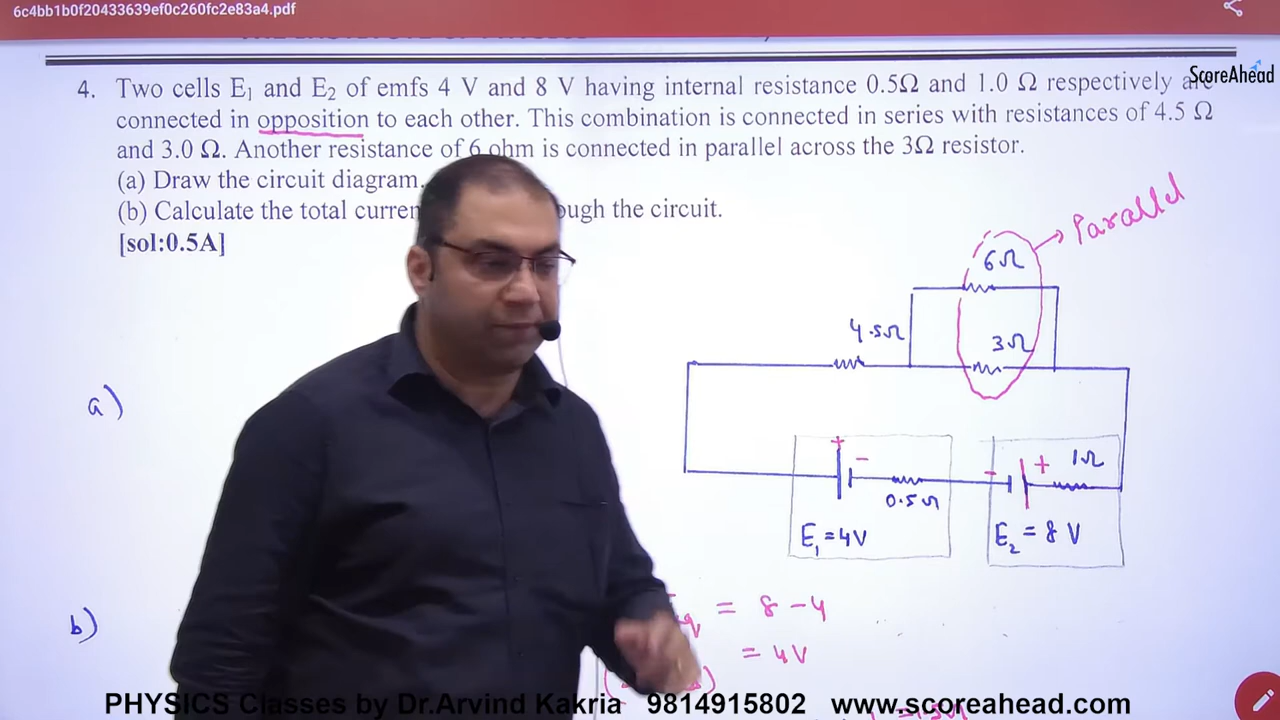 6c4bb1b0f20433639ef0c260fc2e83a4.pdf
ScoreAhead
4. Two cells E₁ and E₂ of emfs 4 V and 8 V having internal resistance 0.5Ω and 1.0 Ω respectively are
connected in opposition to each other. This combination is connected in series with resistances of 4.5 Ω
and 3.0 Ω. Another resistance of 6 ohm is connected in parallel across the 3Ω resistor.
(a) Draw the circuit diagram.
(b) Calculate the total curren ough the circuit.
[sol:0.5A]
Parallel
6Ω
4.5Ω
3Ω
a)
+ - - + 1Ω
0.5Ω
E₁ = 4V E₂ = 8 V
b)
q = 8 - 4
= 4V
PHYSICS Classes by Dr.Arvind Kakria 9814915802 www.scoreahead.com